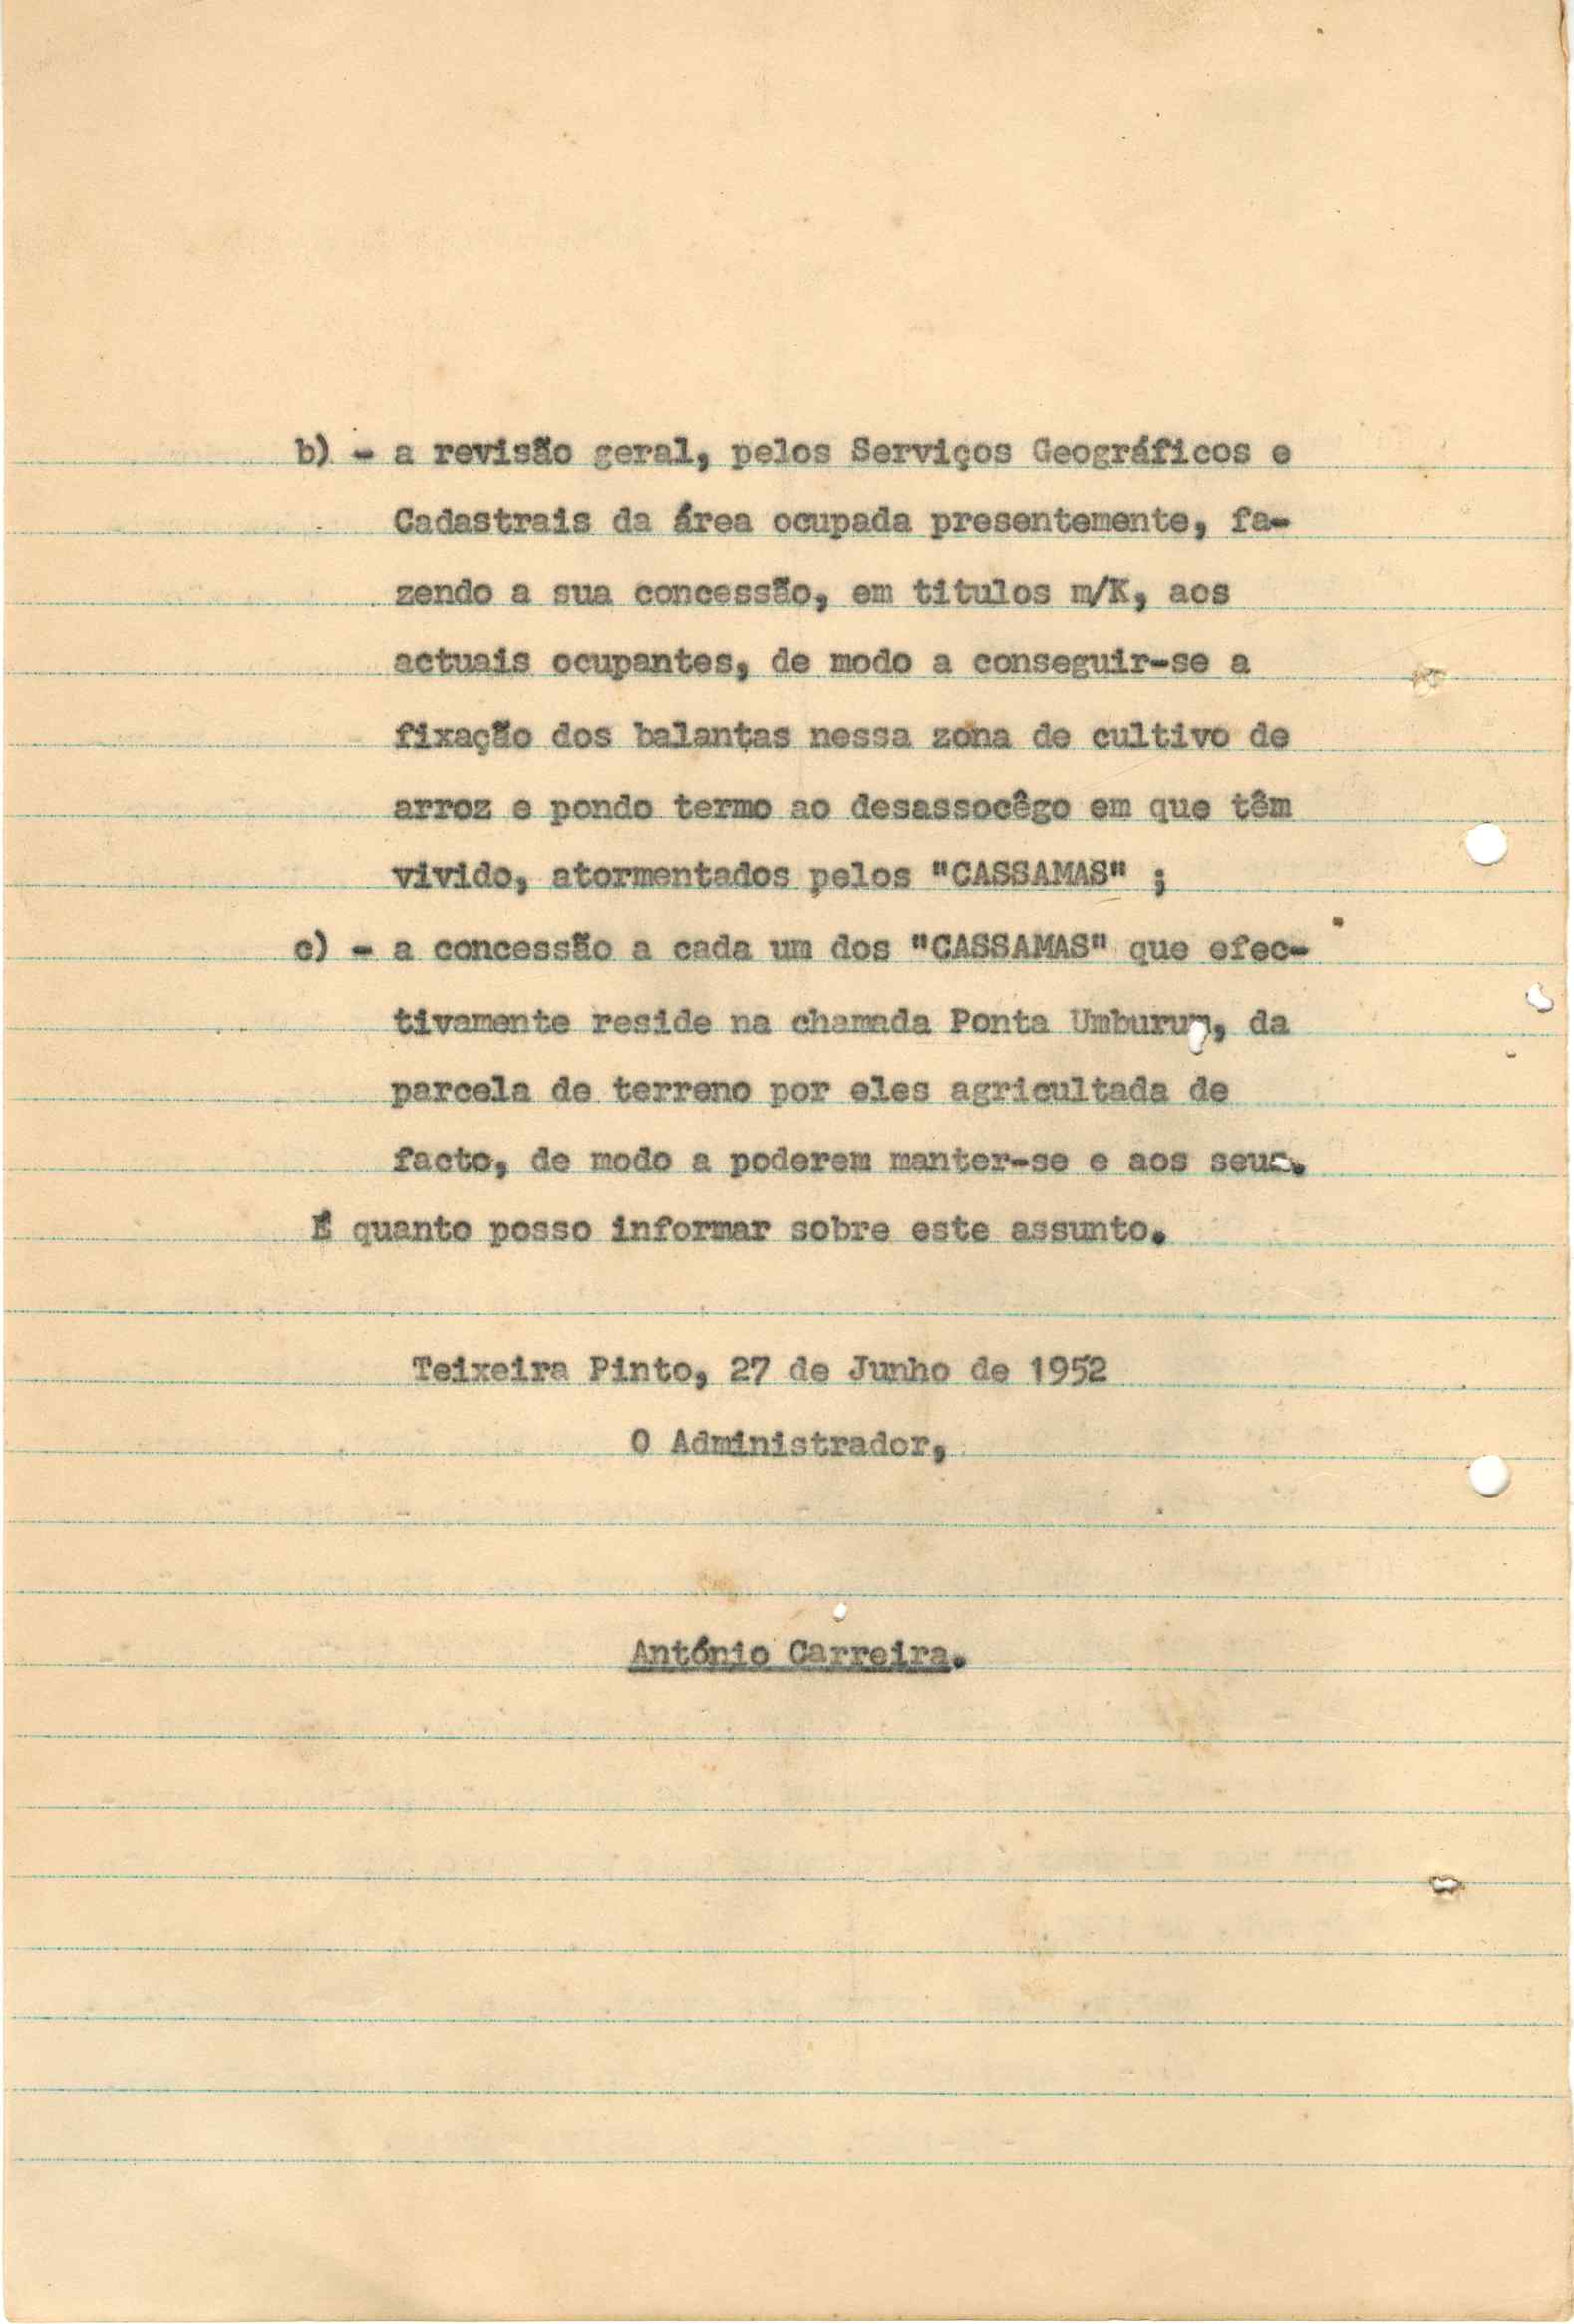 b) - a revisão geral, pelos Serviços Geográficos e
Cadastrais da área ocupada presentemente, fa-
zendo a sua concessão, em titulos m/K, aos
actuais ocupantes, de modo a conseguir-se a
fixação dos balantas nessa zona de cultivo de
arroz e pondo termo ao desassocêgo em que têm
vivido, atormentados pelos "CASSAMAS" ;
c) - a concessão a cada um dos "CASSAMAS" que efec-
tivamente reside na chamada Ponta Umburum, da
parcela de terreno por eles agricultada de
facto, de modo a poderem manter-se e aos seus.
É quanto posso informar sobre este assunto.
Teixeira Pinto, 27 de Junho de 1952
O Administrador,
António Carreira.